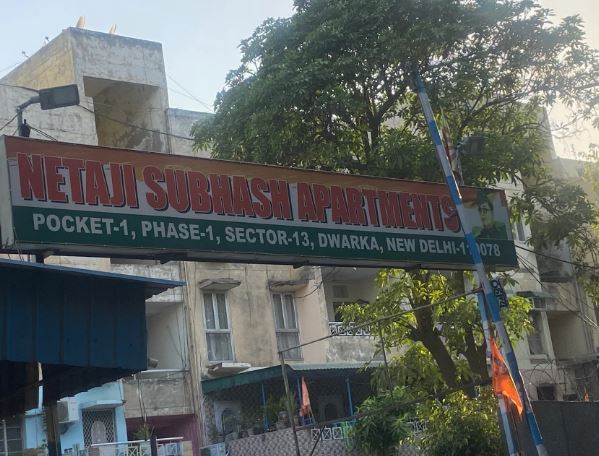 NETAJI SUBHASH APARTMENTS
POCKET-1, PHASE-1, SECTOR-13, DWARKA, NEW DELHI-110078